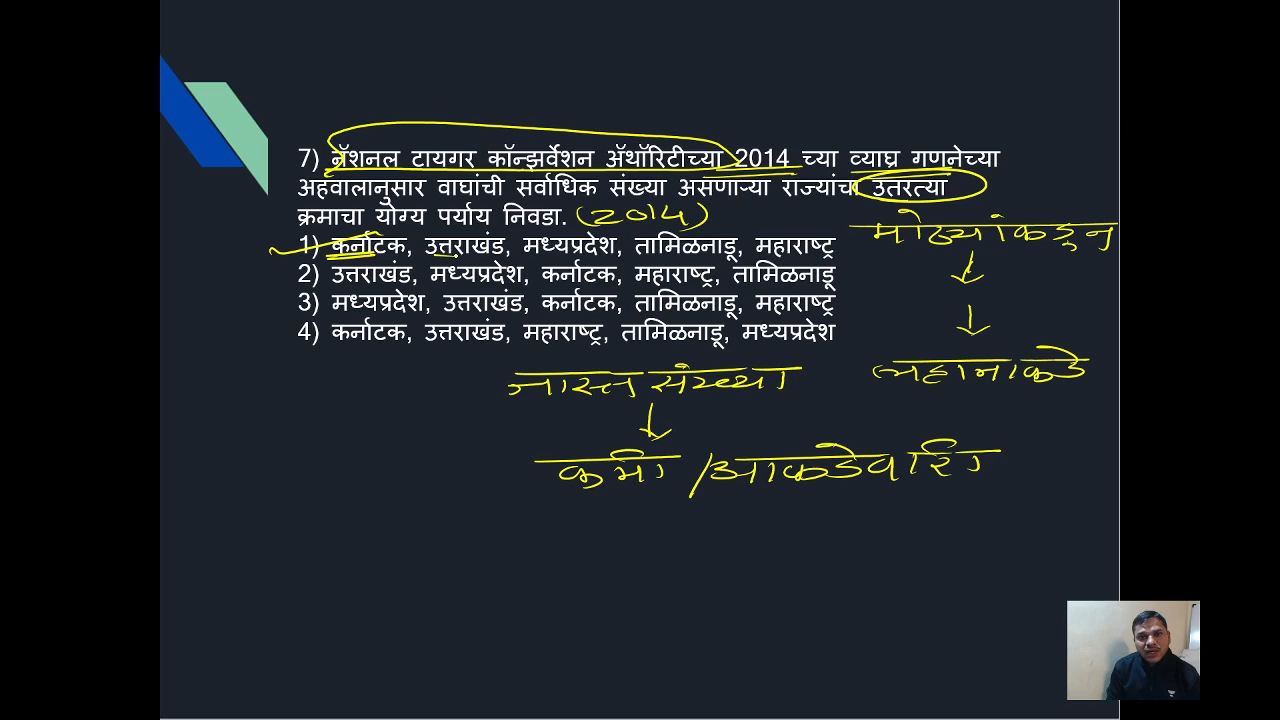 7) नॅशनल टायगर कॉन्झर्वेशन ॲथॉरिटीच्या 2014 च्या व्याघ्र गणनेच्या
अहवालानुसार वाघांची सर्वाधिक संख्या असणाऱ्या राज्यांचा उतरत्या
क्रमाचा योग्य पर्याय निवडा. (2014)
1) कर्नाटक, उत्तराखंड, मध्यप्रदेश, तामिळनाडू, महाराष्ट्र
मोठ्यांकडून
2) उत्तराखंड, मध्यप्रदेश, कर्नाटक, महाराष्ट्र, तामिळनाडू
3) मध्यप्रदेश, उत्तराखंड, कर्नाटक, तामिळनाडू, महाराष्ट्र
4) कर्नाटक, उत्तराखंड, महाराष्ट्र, तामिळनाडू, मध्यप्रदेश
लहानाकडे
जास्त संख्या
कमी / आकडेवारी